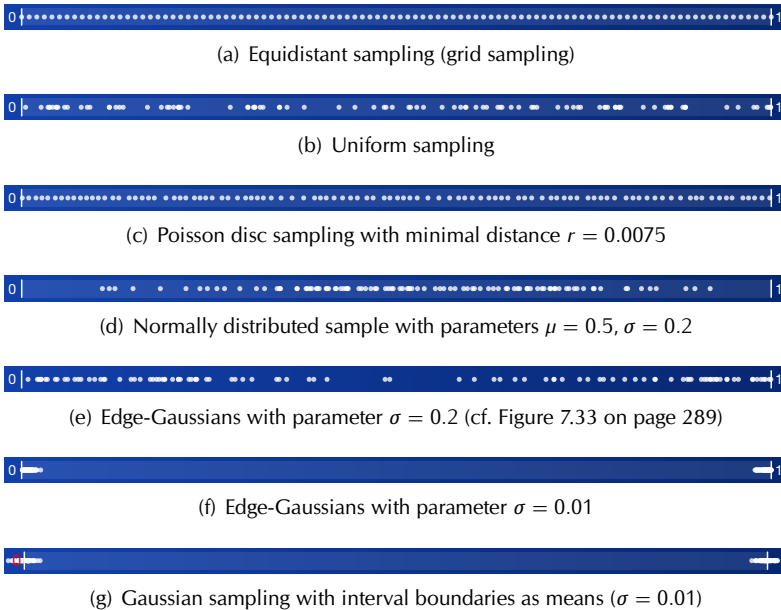 0 1
(a) Equidistant sampling (grid sampling)
0 1
(b) Uniform sampling
0 1
(c) Poisson disc sampling with minimal distance r = 0.0075
0 1
(d) Normally distributed sample with parameters μ = 0.5, σ = 0.2
0 1
(e) Edge-Gaussians with parameter σ = 0.2 (cf. Figure 7.33 on page 289)
0 1
(f) Edge-Gaussians with parameter σ = 0.01
0
(g) Gaussian sampling with interval boundaries as means (σ = 0.01)